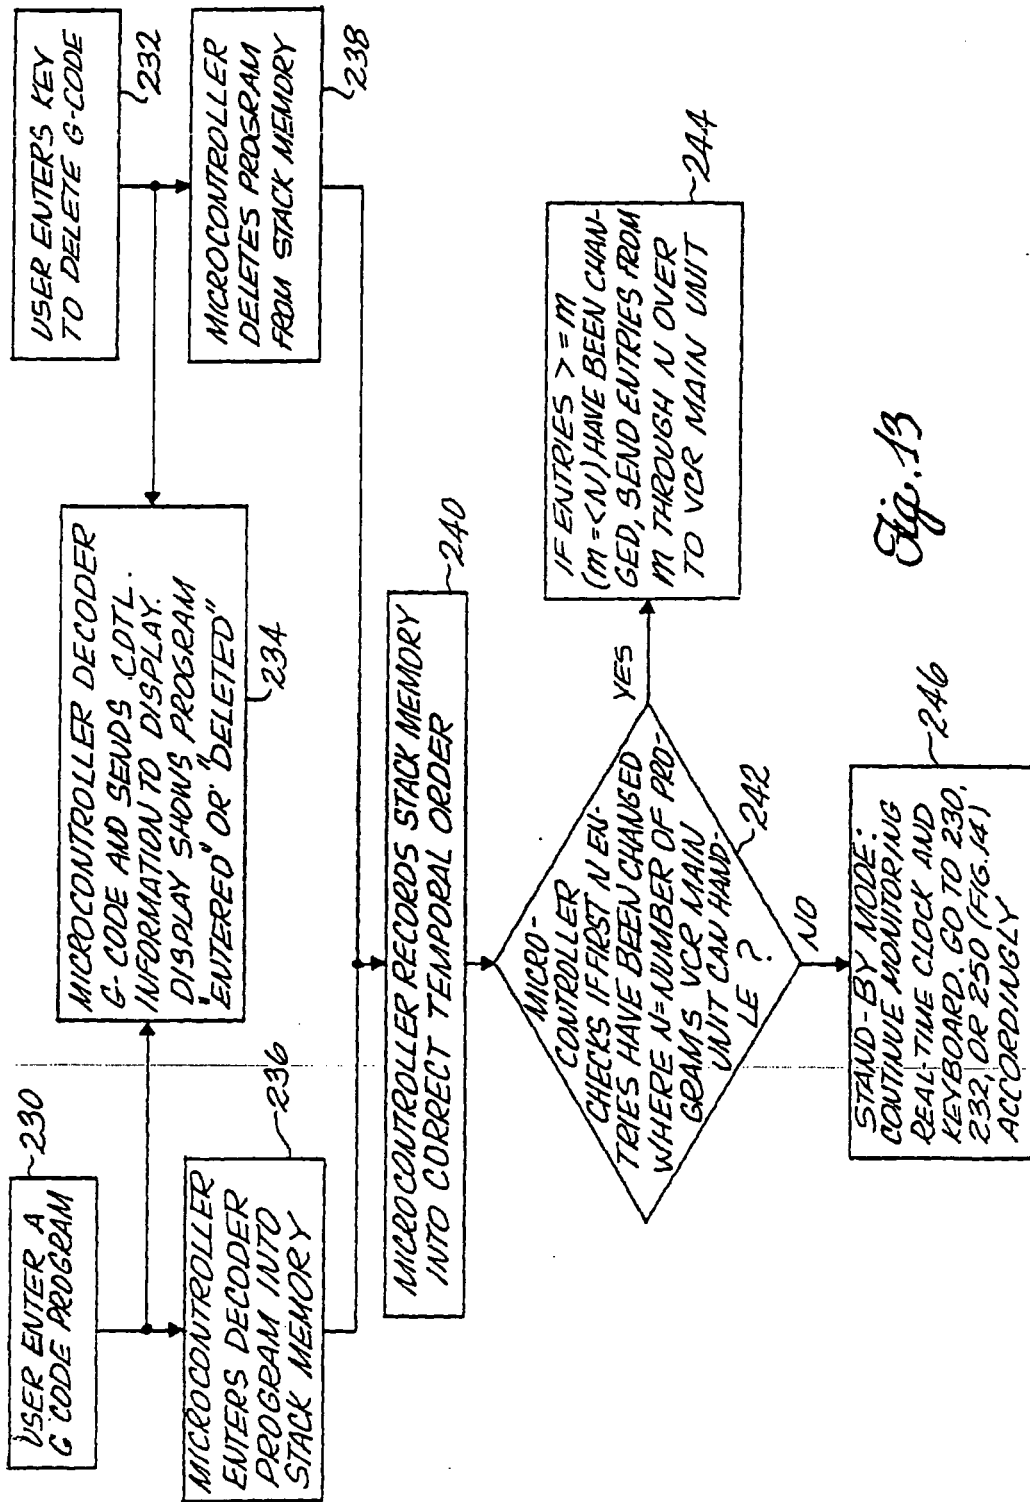 USER ENTER A
G CODE PROGRAM
230
USER ENTERS KEY
TO DELETE G-CODE
232
MICROCONTROLLER DECODER
G-CODE AND SENDS CDTL.
INFORMATION TO DISPLAY.
DISPLAY SHOWS PROGRAM
"ENTERED" OR "DELETED"
234
MICROCONTROLLER
ENTERS DECODER
PROGRAM INTO
STACK MEMORY
236
MICROCONTROLLER
DELETES PROGRAM
FROM STACK MEMORY
238
MICROCONTROLLER RECORDS STACK MEMORY
INTO CORRECT TEMPORAL ORDER
240
MICRO-
CONTROLLER
CHECKS IF FIRST N EN-
TRIES HAVE BEEN CHANGED
WHERE N=NUMBER OF PRO-
GRAMS VCR MAIN
UNIT CAN HAND-
LE ?
242
YES
IF ENTRIES >=m
(m=<N) HAVE BEEN CHAN-
GED, SEND ENTRIES FROM
m THROUGH N OVER
TO VCR MAIN UNIT
244
NO
STAND-BY MODE:
CONTINUE MONITORING
REAL-TIME CLOCK AND
KEYBOARD. GO TO 230,
232, OR 250 (FIG.14)
ACCORDINGLY
246
Fig. 13